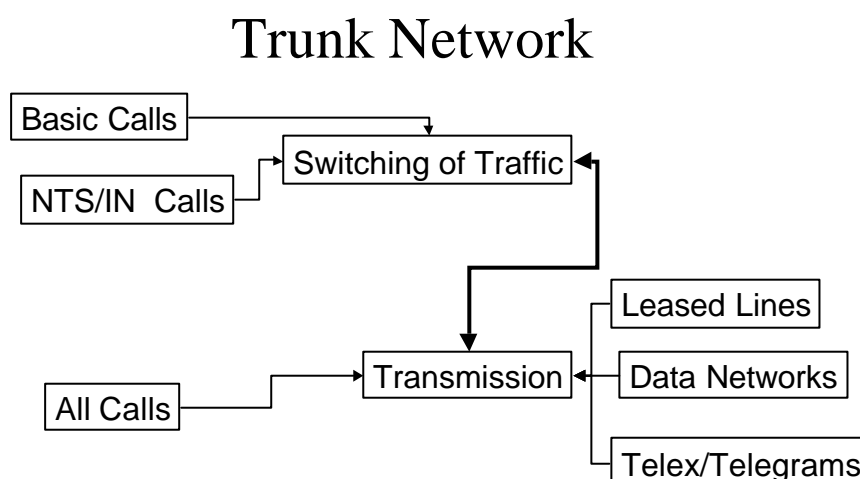 Trunk Network
Basic Calls
Switching of Traffic
NTS/IN Calls
Leased Lines
Transmission
Data Networks
All Calls
Telex/Telegrams